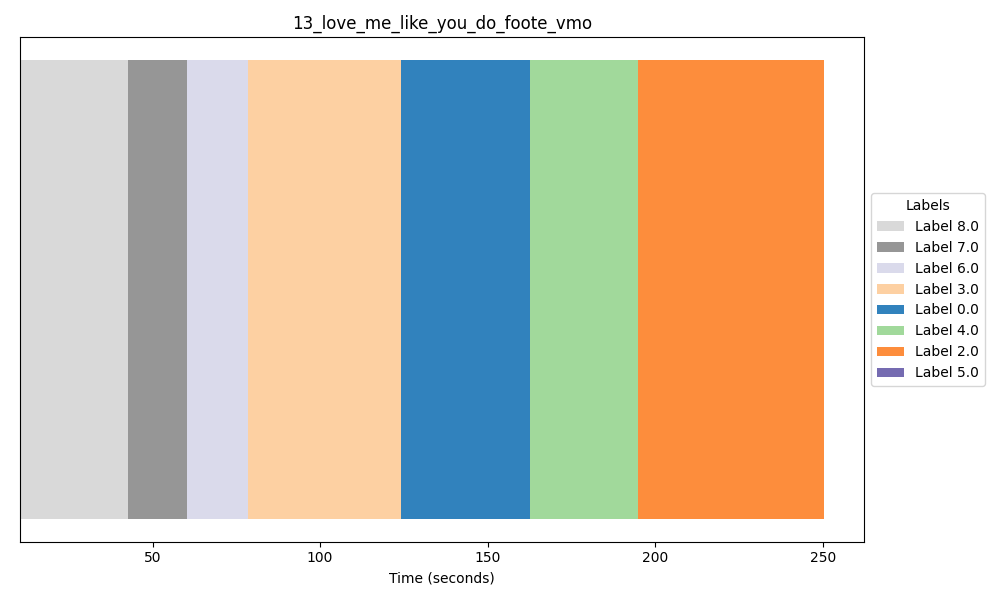 13_love_me_like_you_do_foote_vmo
Labels
Label 8.0
Label 7.0
Label 6.0
Label 3.0
Label 0.0
Label 4.0
Label 2.0
Label 5.0
50
100
150
200
250
Time (seconds)